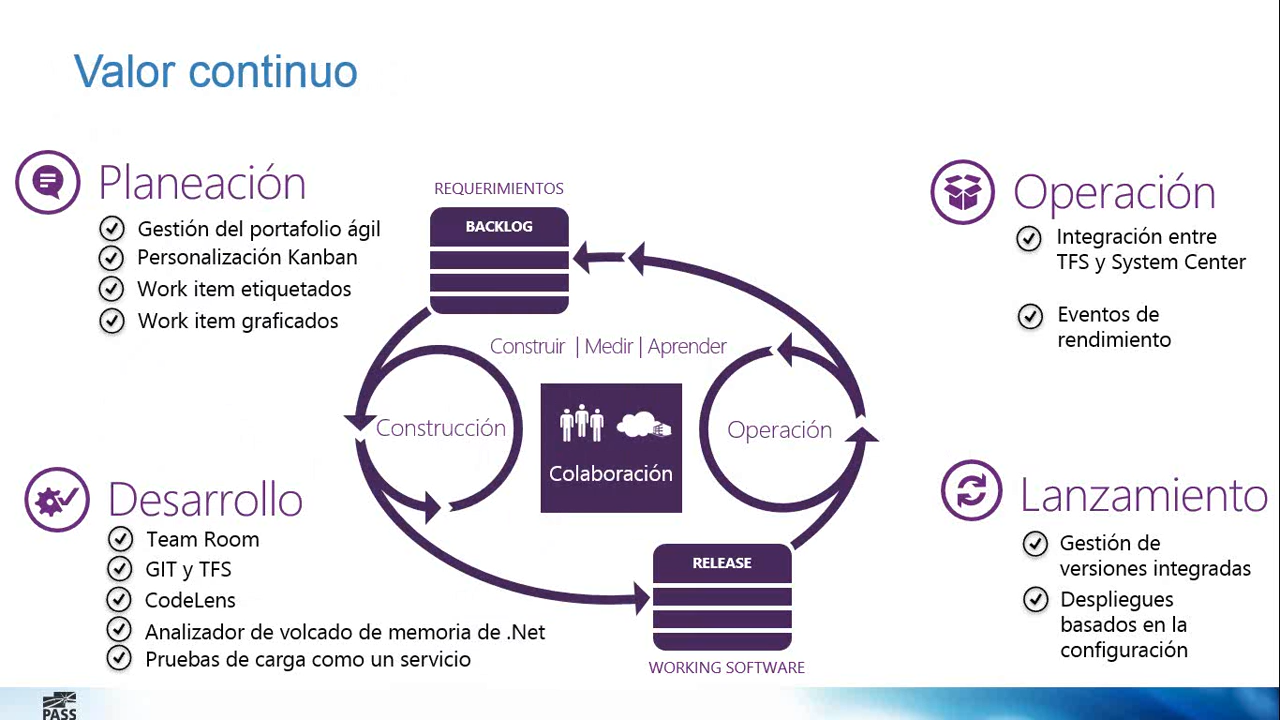 Valor continuo
Planeación
Gestión del portafolio ágil
Personalización Kanban
Work item etiquetados
Work item graficados
REQUERIMIENTOS
BACKLOG
Operación
Integración entre
TFS y System Center
Eventos de
rendimiento
Construir | Medir | Aprender
Construcción
Colaboración
Operación
Desarrollo
Team Room
GIT y TFS
CodeLens
Analizador de volcado de memoria de .Net
Pruebas de carga como un servicio
RELEASE
WORKING SOFTWARE
Lanzamiento
Gestión de
versiones integradas
Despliegues
basados en la
configuración
PASS